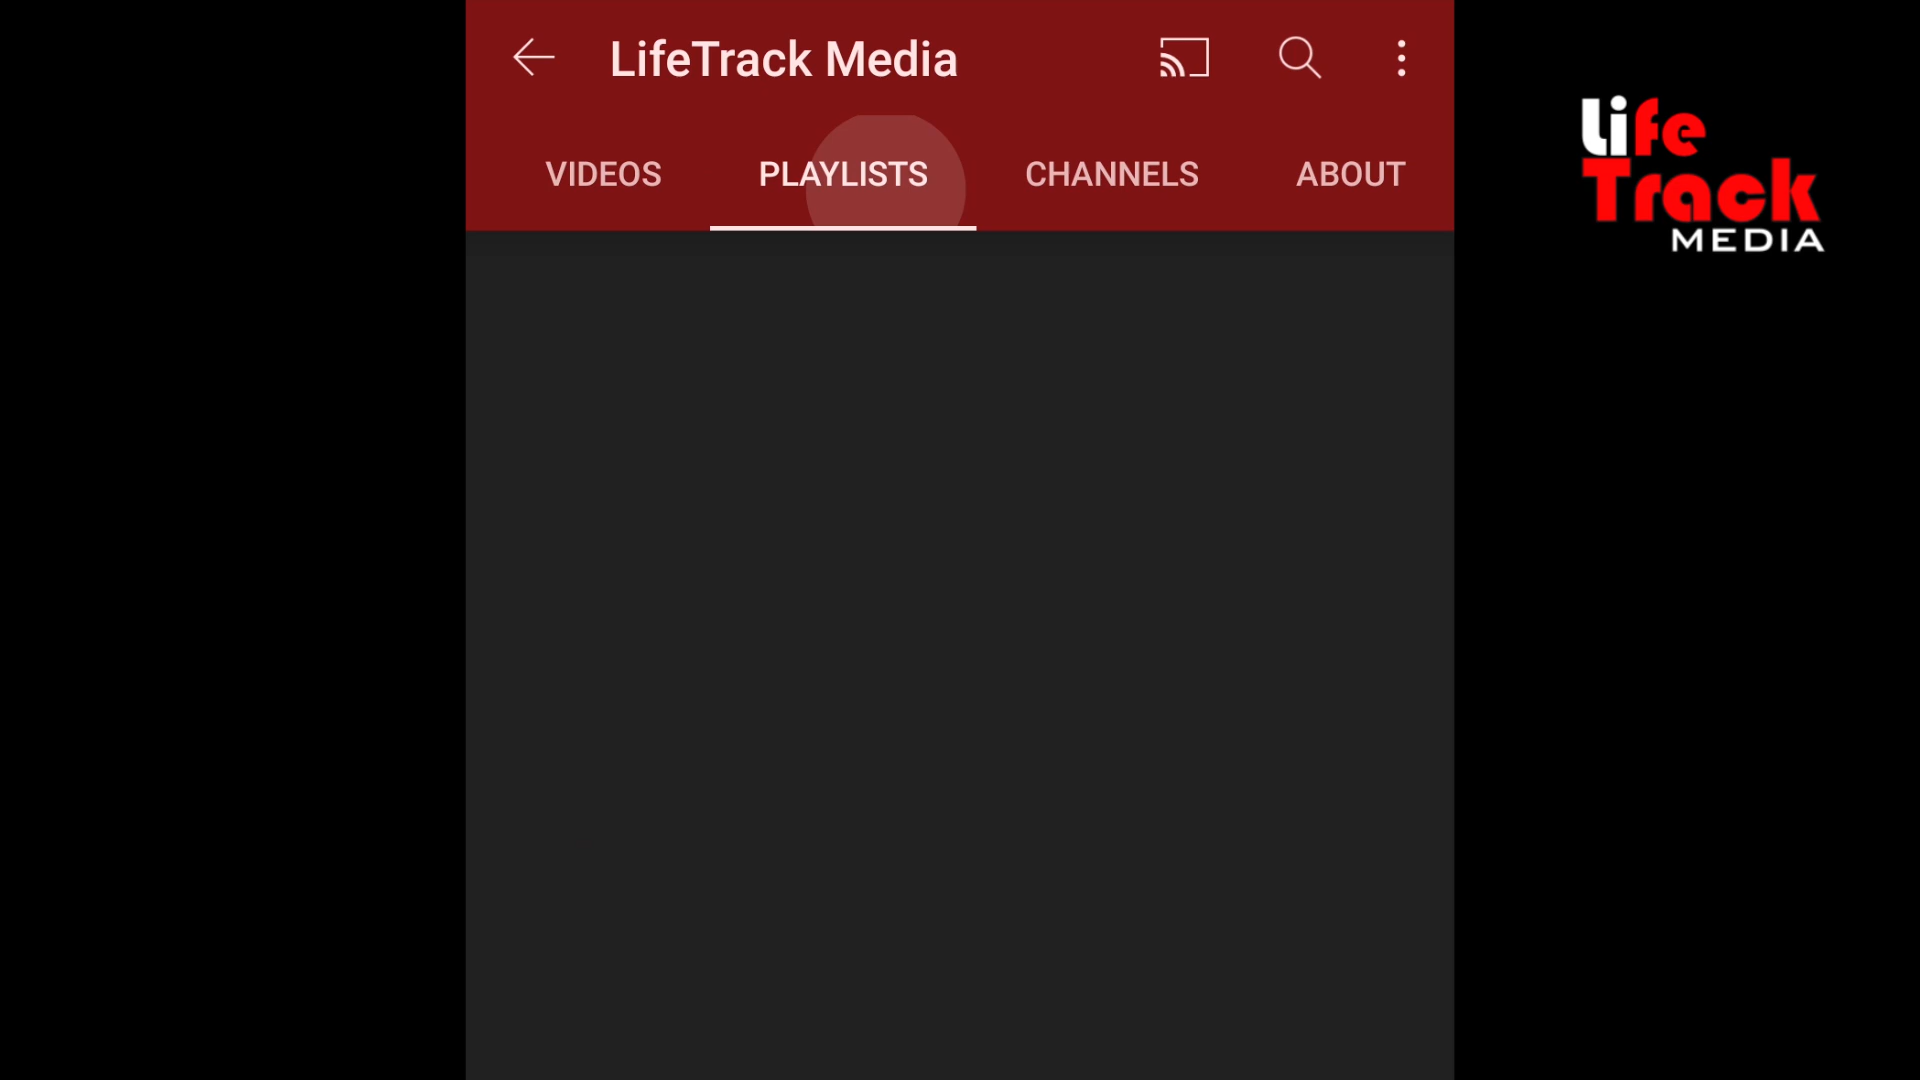 LifeTrack Media
VIDEOS PLAYLISTS CHANNELS ABOUT
Life
Track
MEDIA